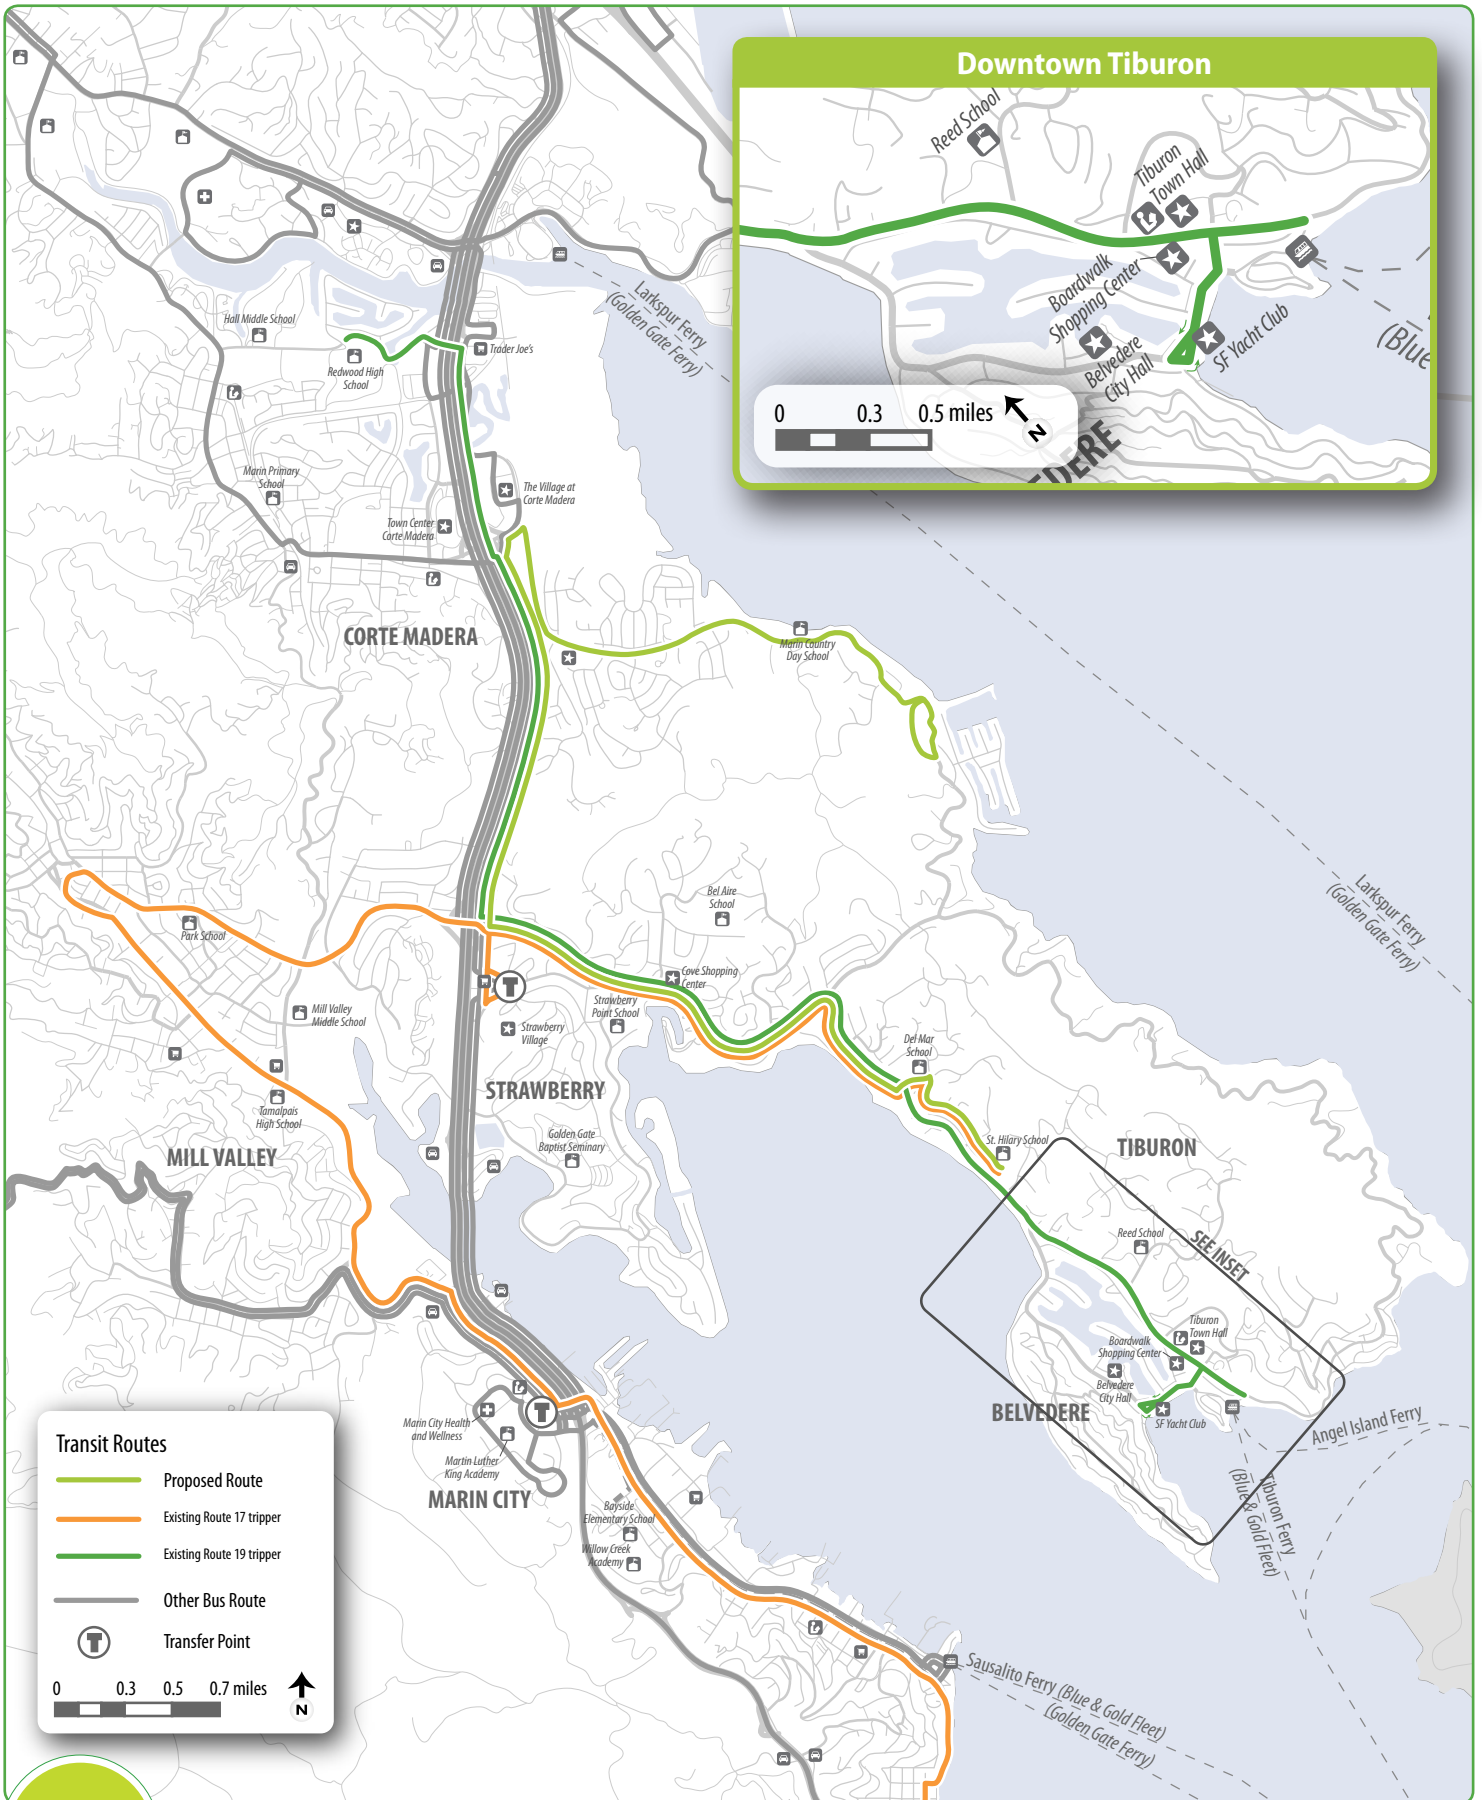 Downtown Tiburon
Reed School
Tiburon
Town Hall
Boardwalk
Shopping Center
Belvedere
City Hall
SF Yacht Club
(Blue
EDERE
0 0.3 0.5 miles
N
Larkspur Ferry
(Golden Gate Ferry)
Hall Middle School
Redwood High
School
Trader Joe's
Marin Primary
School
The Village at
Corte Madera
Town Center
Corte Madera
CORTE MADERA
Marin Country
Day School
Larkspur Ferry
(Golden Gate Ferry)
Bel Aire
School
Park School
Cove Shopping
Center
Mill Valley
Middle School
T
Strawberry
Point School
Strawberry
Village
Del Mar
School
STRAWBERRY
Tamalpais
High School
Golden Gate
Baptist Seminary
St. Hilary School
MILL VALLEY
TIBURON
Reed School
SEE INSET
Tiburon
Town Hall
Boardwalk
Shopping Center
Belvedere
City Hall
SF Yacht Club
BELVEDERE
Angel Island Ferry
Tiburon Ferry
(Blue & Gold Fleet)
T
Marin City Health
and Wellness
Martin Luther
King Academy
MARIN CITY
Bayside
Elementary School
Willow Creek
Academy
Sausalito Ferry (Blue & Gold Fleet)
(Golden Gate Ferry)
Transit Routes
Proposed Route
Existing Route 17 tripper
Existing Route 19 tripper
Other Bus Route
T Transfer Point
0 0.3 0.5 0.7 miles
N